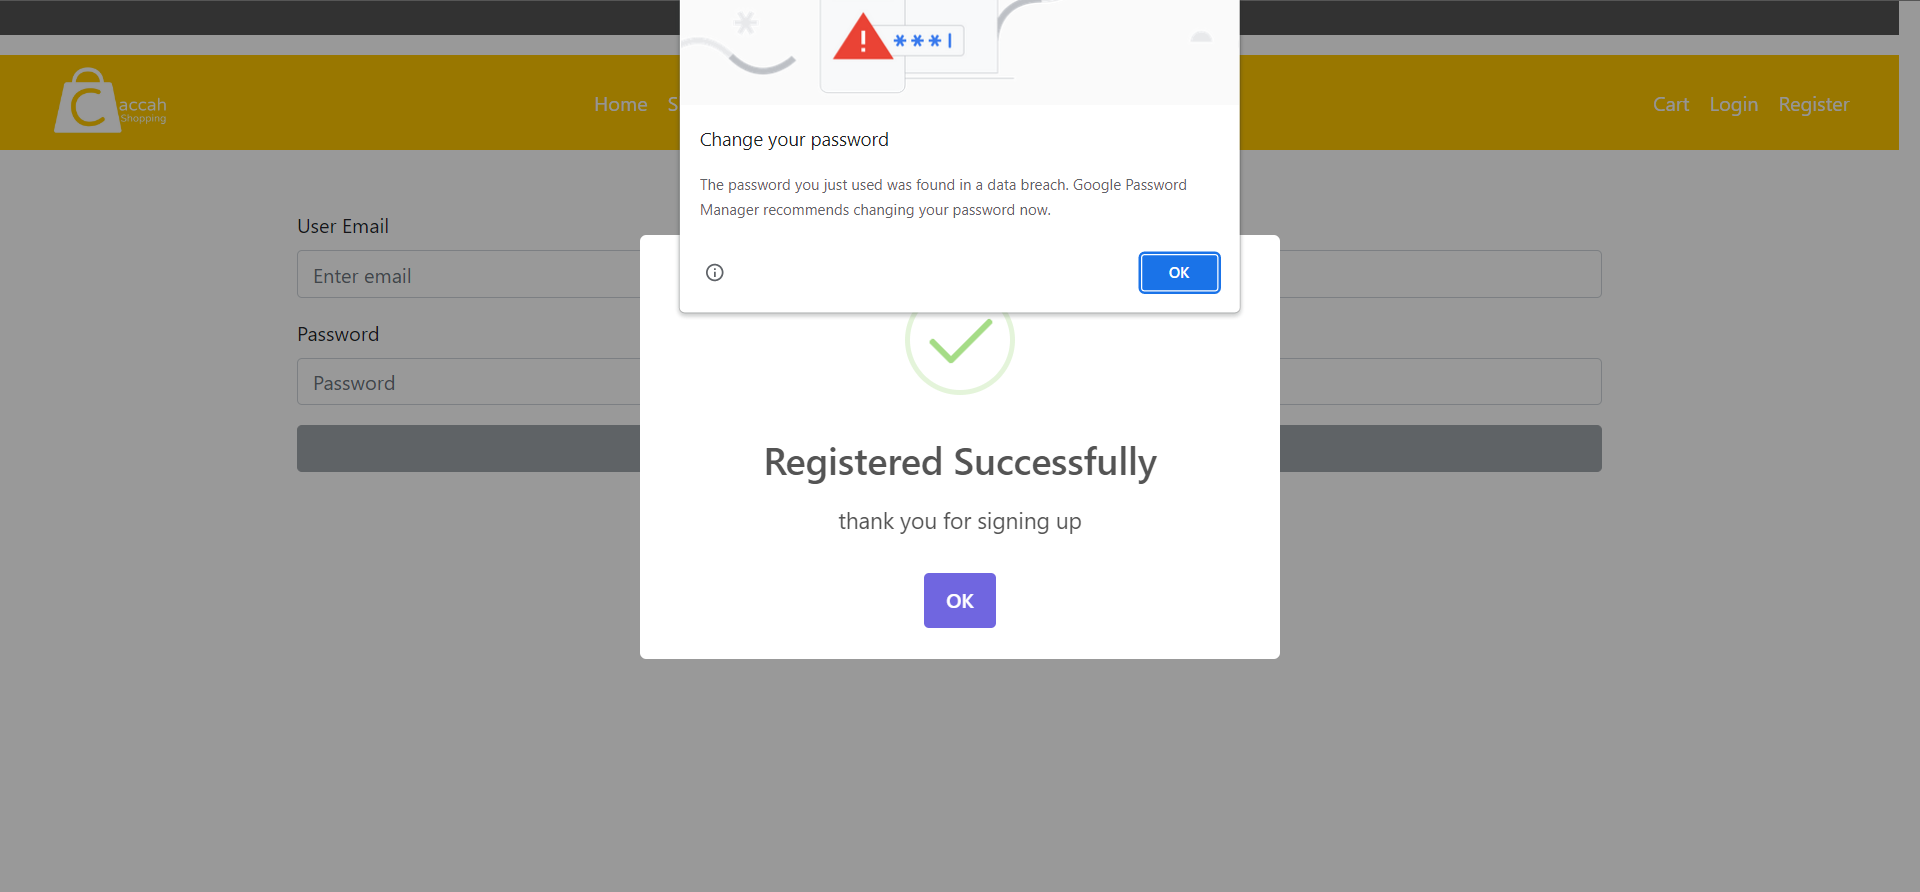 ! ***|
C accah
Shopping
Home S
Cart Login Register
Change your password
The password you just used was found in a data breach. Google Password
Manager recommends changing your password now.
OK
User Email
Enter email
Password
Password
Registered Successfully
thank you for signing up
OK